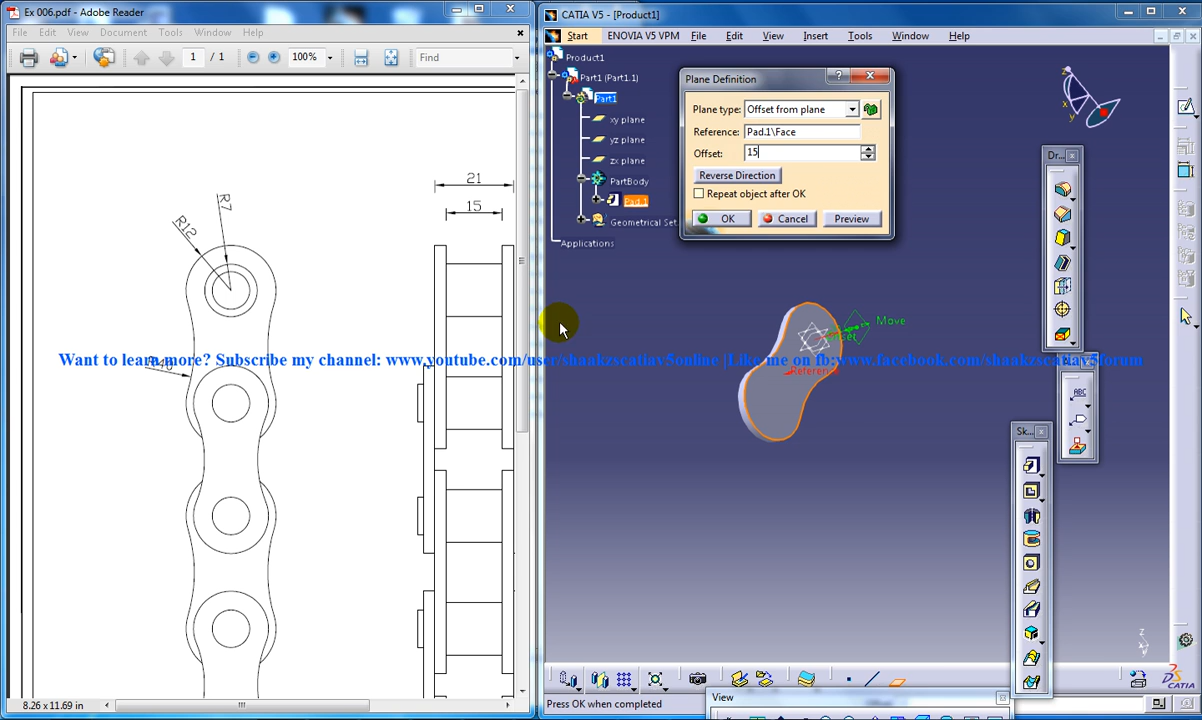 Ex 006.pdf - Adobe Reader
File Edit View Document Tools Window Help
1 / 1 100% Find
21
15
R7
R12
8.26 x 11.69 in
CATIA V5 - [Product1]
Start ENOVIA V5 VPM File Edit View Insert Tools Window Help
Product1
Part1 (Part1.1)
Part1
xy plane
yz plane
zx plane
PartBody
Pad.1
Geometrical Set.
Applications
Plane Definition
Plane type: Offset from plane
Reference: Pad.1\Face
Offset: 15
Reverse Direction
Repeat object after OK
OK Cancel Preview
z
x y
Dr...
Move
Offset
Reference
Want to learn more? Subscribe my channel: www.youtube.com/user/shaakzscatiav5online |Like me on fb:www.facebook.com/shaakzscatiav5forum
ABC
Sk...
View
Press OK when completed
CATIA